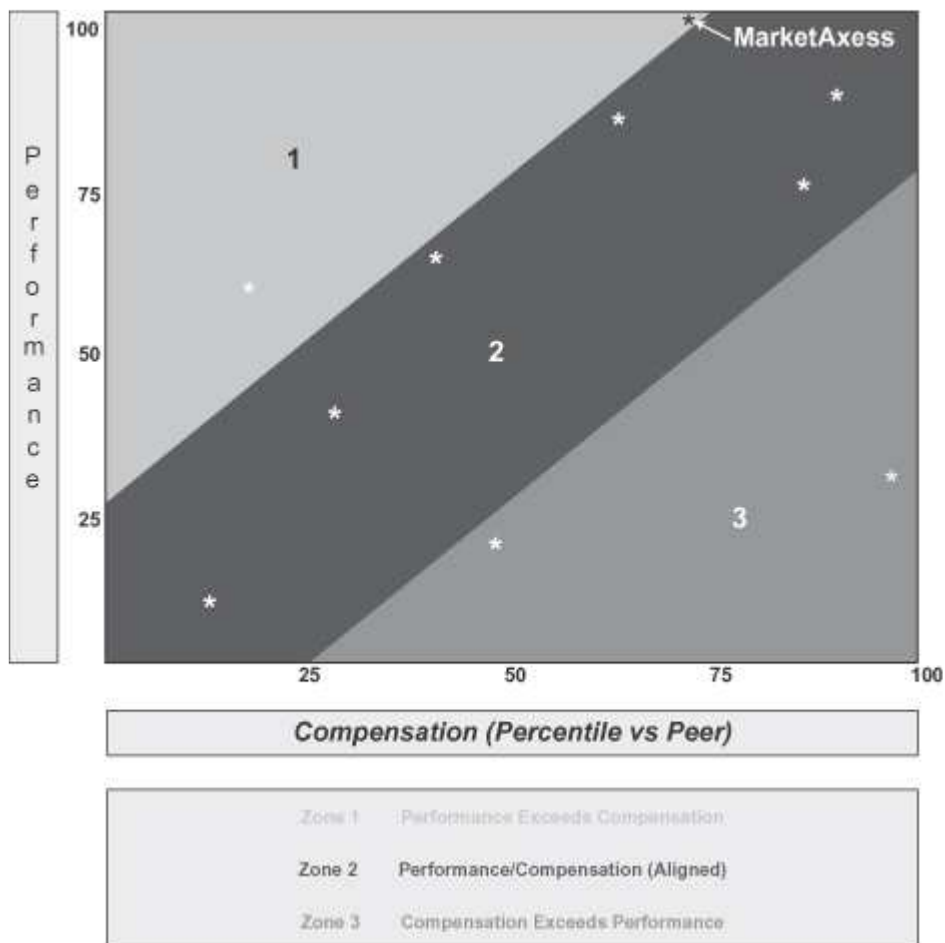 100
MarketAxess
1
Performance
75
50
2
25
3
25 50 75 100
Compensation (Percentile vs Peer)
Zone 1 Performance Exceeds Compensation
Zone 2 Performance/Compensation (Aligned)
Zone 3 Compensation Exceeds Performance